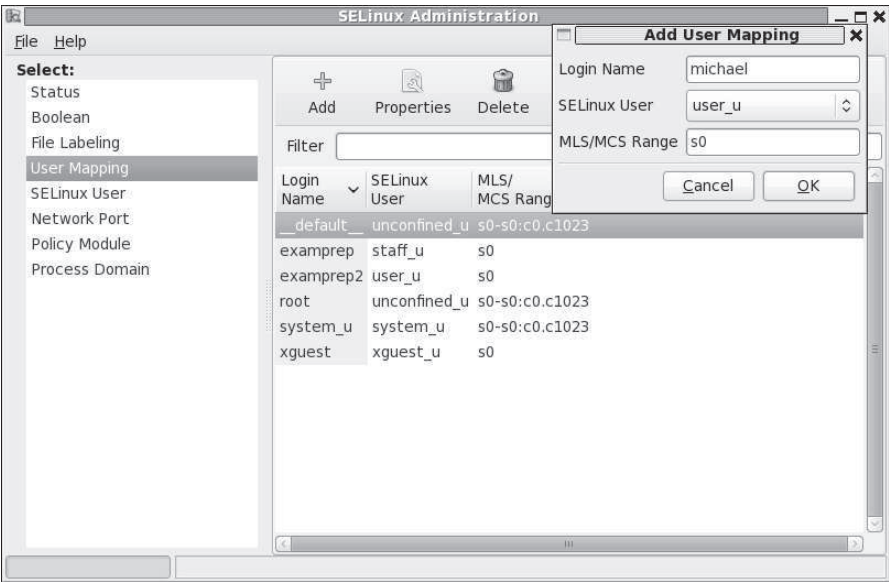 SELinux Administration
File Help
Select:
Status
Boolean
File Labeling
User Mapping
SELinux User
Network Port
Policy Module
Process Domain
Add Properties Delete
Filter
Login Name SELinux User MLS/ MCS Rang
__default__ unconfined_u s0-s0:c0.c1023
examprep staff_u s0
examprep2 user_u s0
root unconfined_u s0-s0:c0.c1023
system_u system_u s0-s0:c0.c1023
xguest xguest_u s0
Add User Mapping
Login Name michael
SELinux User user_u
MLS/MCS Range s0
Cancel OK